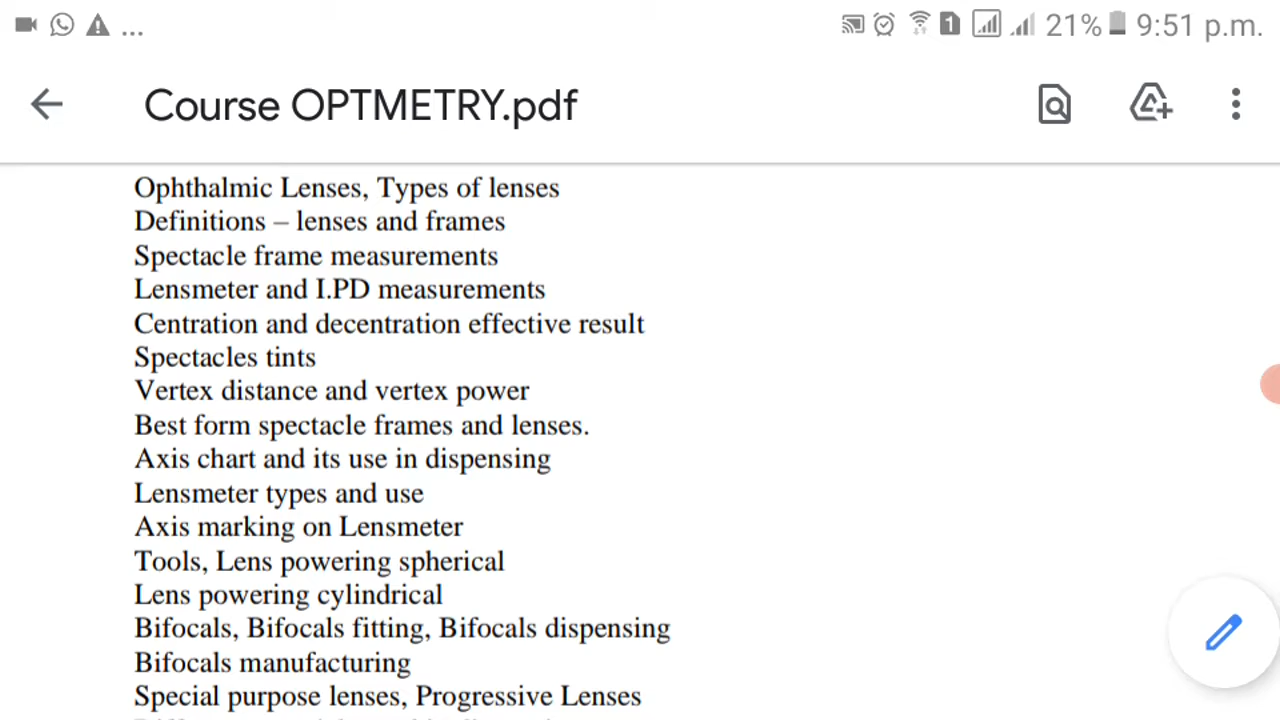 ... 1 21% 9:51 p.m.
Course OPTMETRY.pdf
Ophthalmic Lenses, Types of lenses
Definitions – lenses and frames
Spectacle frame measurements
Lensmeter and I.PD measurements
Centration and decentration effective result
Spectacles tints
Vertex distance and vertex power
Best form spectacle frames and lenses.
Axis chart and its use in dispensing
Lensmeter types and use
Axis marking on Lensmeter
Tools, Lens powering spherical
Lens powering cylindrical
Bifocals, Bifocals fitting, Bifocals dispensing
Bifocals manufacturing
Special purpose lenses, Progressive Lenses